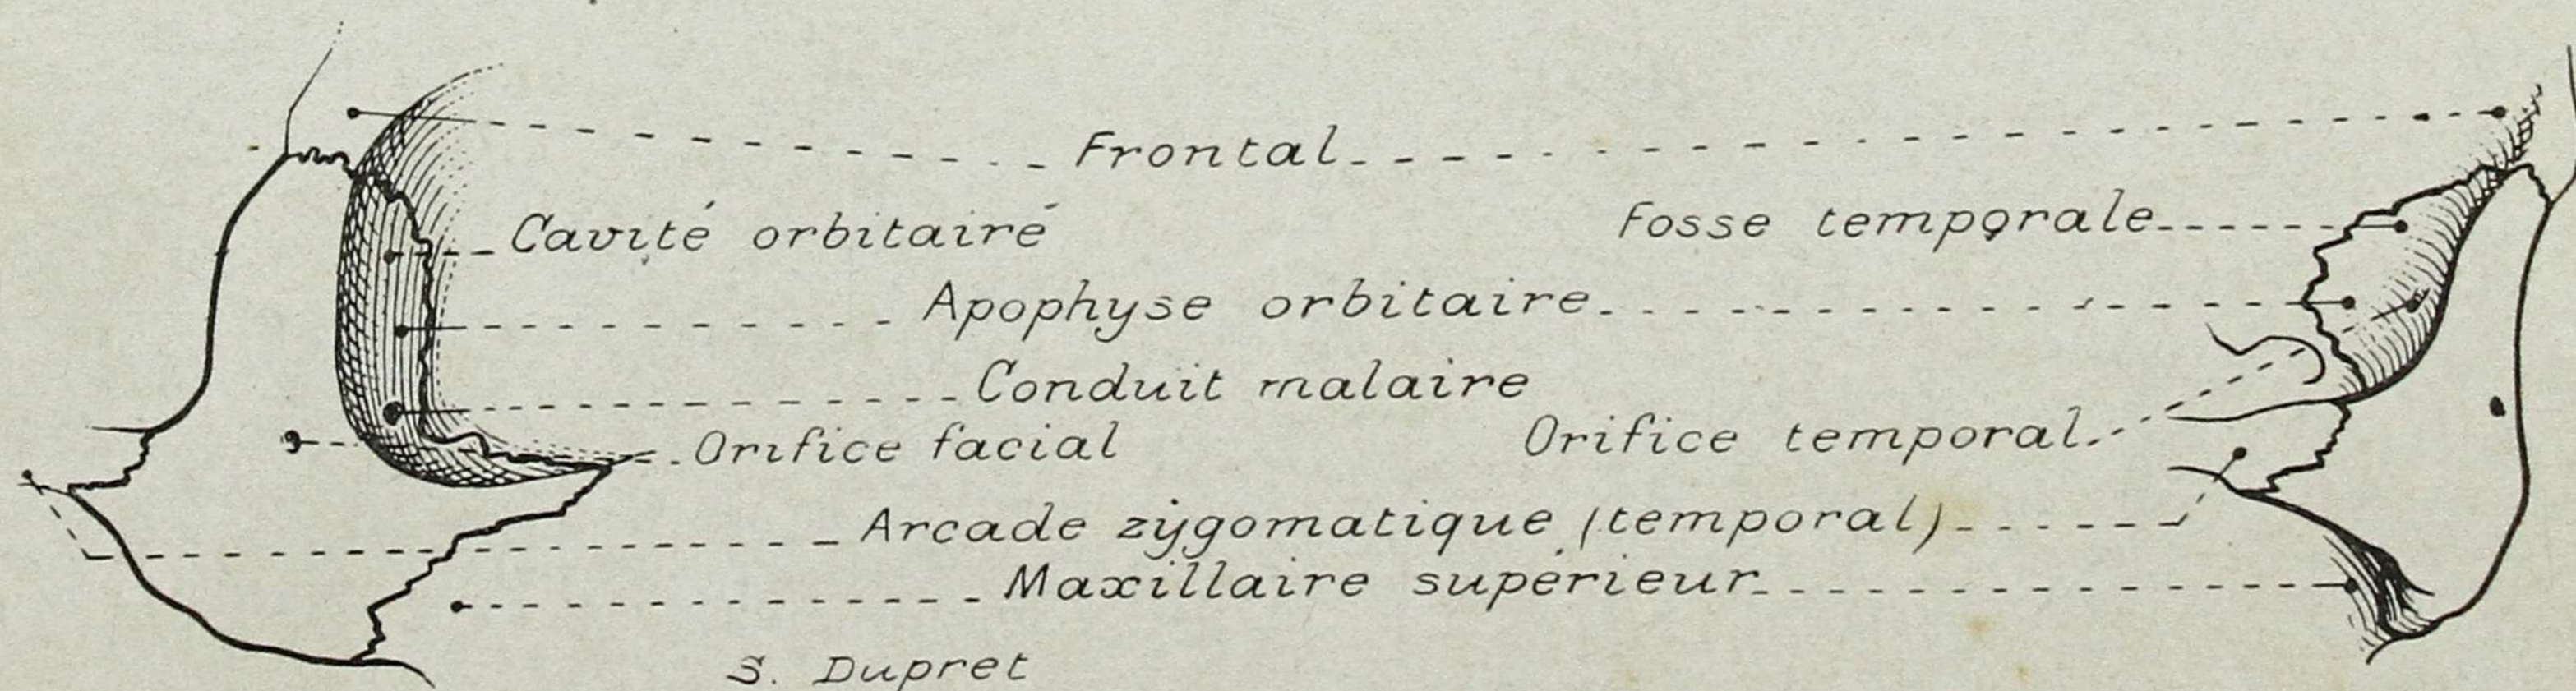 Frontal
Cavité orbitaire
Fosse temporale
Apophyse orbitaire
Conduit malaire
Orifice facial
Orifice temporal
Arcade zygomatique (temporal)
Maxillaire supérieur
S. Dupret